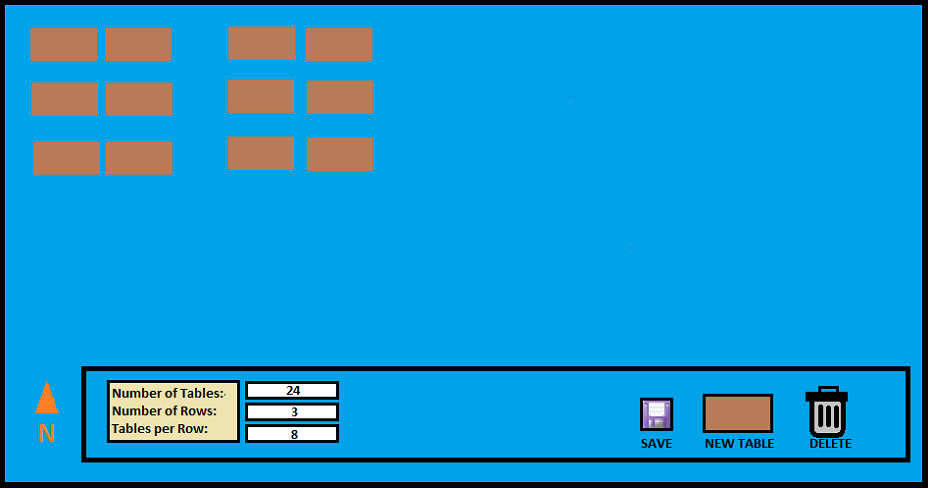 Number of Tables: 24
Number of Rows: 3
Tables per Row: 8
N
SAVE
NEW TABLE
DELETE